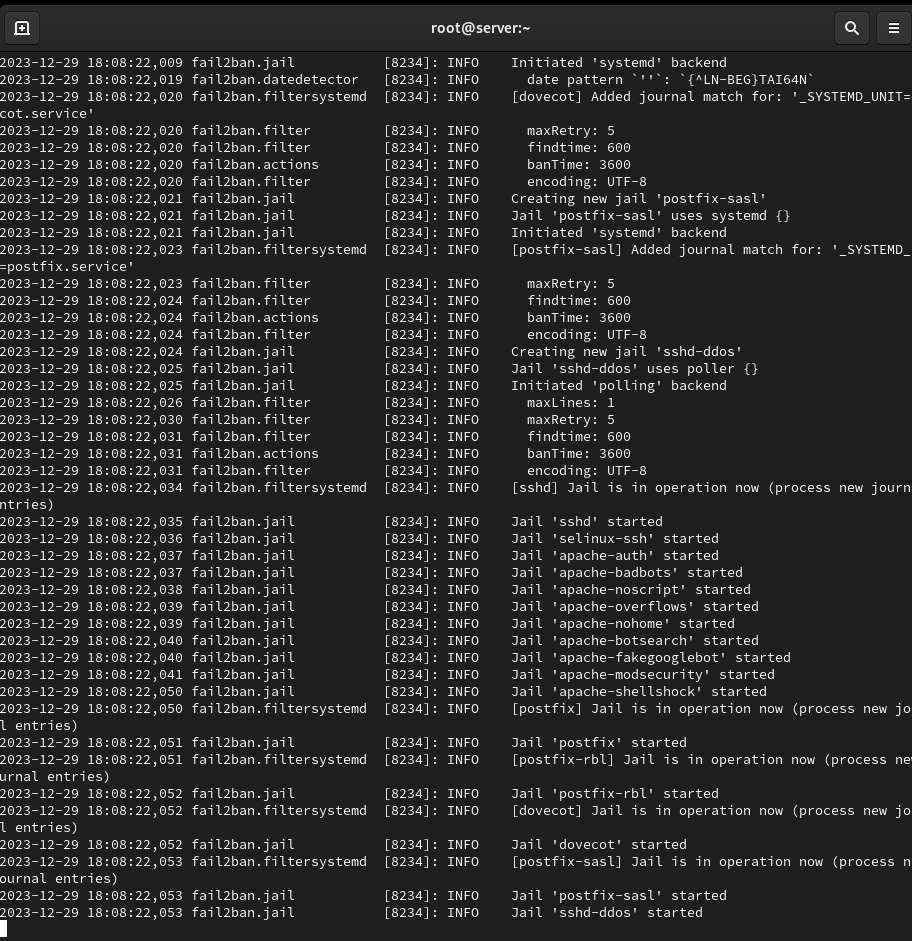 root@server:~
2023-12-29 18:08:22,009 fail2ban.jail           [8234]: INFO    Initiated 'systemd' backend
2023-12-29 18:08:22,019 fail2ban.datedetector   [8234]: INFO      date pattern `''`: `{^LN-BEG}TAI64N`
2023-12-29 18:08:22,020 fail2ban.filtersystemd  [8234]: INFO    [dovecot] Added journal match for: '_SYSTEMD_UNIT=
cot.service'
2023-12-29 18:08:22,020 fail2ban.filter         [8234]: INFO      maxRetry: 5
2023-12-29 18:08:22,020 fail2ban.filter         [8234]: INFO      findtime: 600
2023-12-29 18:08:22,020 fail2ban.actions        [8234]: INFO      banTime: 3600
2023-12-29 18:08:22,020 fail2ban.filter         [8234]: INFO      encoding: UTF-8
2023-12-29 18:08:22,021 fail2ban.jail           [8234]: INFO    Creating new jail 'postfix-sasl'
2023-12-29 18:08:22,021 fail2ban.jail           [8234]: INFO    Jail 'postfix-sasl' uses systemd {}
2023-12-29 18:08:22,021 fail2ban.jail           [8234]: INFO    Initiated 'systemd' backend
2023-12-29 18:08:22,023 fail2ban.filtersystemd  [8234]: INFO    [postfix-sasl] Added journal match for: '_SYSTEMD_
=postfix.service'
2023-12-29 18:08:22,023 fail2ban.filter         [8234]: INFO      maxRetry: 5
2023-12-29 18:08:22,024 fail2ban.filter         [8234]: INFO      findtime: 600
2023-12-29 18:08:22,024 fail2ban.actions        [8234]: INFO      banTime: 3600
2023-12-29 18:08:22,024 fail2ban.filter         [8234]: INFO      encoding: UTF-8
2023-12-29 18:08:22,024 fail2ban.jail           [8234]: INFO    Creating new jail 'sshd-ddos'
2023-12-29 18:08:22,025 fail2ban.jail           [8234]: INFO    Jail 'sshd-ddos' uses poller {}
2023-12-29 18:08:22,025 fail2ban.jail           [8234]: INFO    Initiated 'polling' backend
2023-12-29 18:08:22,026 fail2ban.filter         [8234]: INFO      maxLines: 1
2023-12-29 18:08:22,030 fail2ban.filter         [8234]: INFO      maxRetry: 5
2023-12-29 18:08:22,031 fail2ban.filter         [8234]: INFO      findtime: 600
2023-12-29 18:08:22,031 fail2ban.actions        [8234]: INFO      banTime: 3600
2023-12-29 18:08:22,031 fail2ban.filter         [8234]: INFO      encoding: UTF-8
2023-12-29 18:08:22,034 fail2ban.filtersystemd  [8234]: INFO    [sshd] Jail is in operation now (process new journ
ntries)
2023-12-29 18:08:22,035 fail2ban.jail           [8234]: INFO    Jail 'sshd' started
2023-12-29 18:08:22,036 fail2ban.jail           [8234]: INFO    Jail 'selinux-ssh' started
2023-12-29 18:08:22,037 fail2ban.jail           [8234]: INFO    Jail 'apache-auth' started
2023-12-29 18:08:22,037 fail2ban.jail           [8234]: INFO    Jail 'apache-badbots' started
2023-12-29 18:08:22,038 fail2ban.jail           [8234]: INFO    Jail 'apache-noscript' started
2023-12-29 18:08:22,039 fail2ban.jail           [8234]: INFO    Jail 'apache-overflows' started
2023-12-29 18:08:22,039 fail2ban.jail           [8234]: INFO    Jail 'apache-nohome' started
2023-12-29 18:08:22,040 fail2ban.jail           [8234]: INFO    Jail 'apache-botsearch' started
2023-12-29 18:08:22,040 fail2ban.jail           [8234]: INFO    Jail 'apache-fakegooglebot' started
2023-12-29 18:08:22,041 fail2ban.jail           [8234]: INFO    Jail 'apache-modsecurity' started
2023-12-29 18:08:22,050 fail2ban.jail           [8234]: INFO    Jail 'apache-shellshock' started
2023-12-29 18:08:22,050 fail2ban.filtersystemd  [8234]: INFO    [postfix] Jail is in operation now (process new jo
l entries)
2023-12-29 18:08:22,051 fail2ban.jail           [8234]: INFO    Jail 'postfix' started
2023-12-29 18:08:22,051 fail2ban.filtersystemd  [8234]: INFO    [postfix-rbl] Jail is in operation now (process new
urnal entries)
2023-12-29 18:08:22,052 fail2ban.jail           [8234]: INFO    Jail 'postfix-rbl' started
2023-12-29 18:08:22,052 fail2ban.filtersystemd  [8234]: INFO    [dovecot] Jail is in operation now (process new jo
l entries)
2023-12-29 18:08:22,052 fail2ban.jail           [8234]: INFO    Jail 'dovecot' started
2023-12-29 18:08:22,053 fail2ban.filtersystemd  [8234]: INFO    [postfix-sasl] Jail is in operation now (process n
ournal entries)
2023-12-29 18:08:22,053 fail2ban.jail           [8234]: INFO    Jail 'postfix-sasl' started
2023-12-29 18:08:22,053 fail2ban.jail           [8234]: INFO    Jail 'sshd-ddos' started